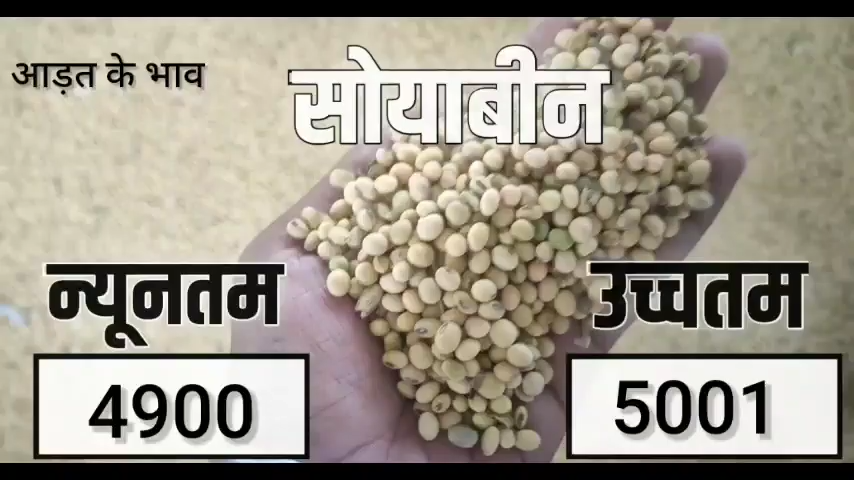 आड़त के भाव
सोयाबीन
न्यूनतम
उच्चतम
4900
5001